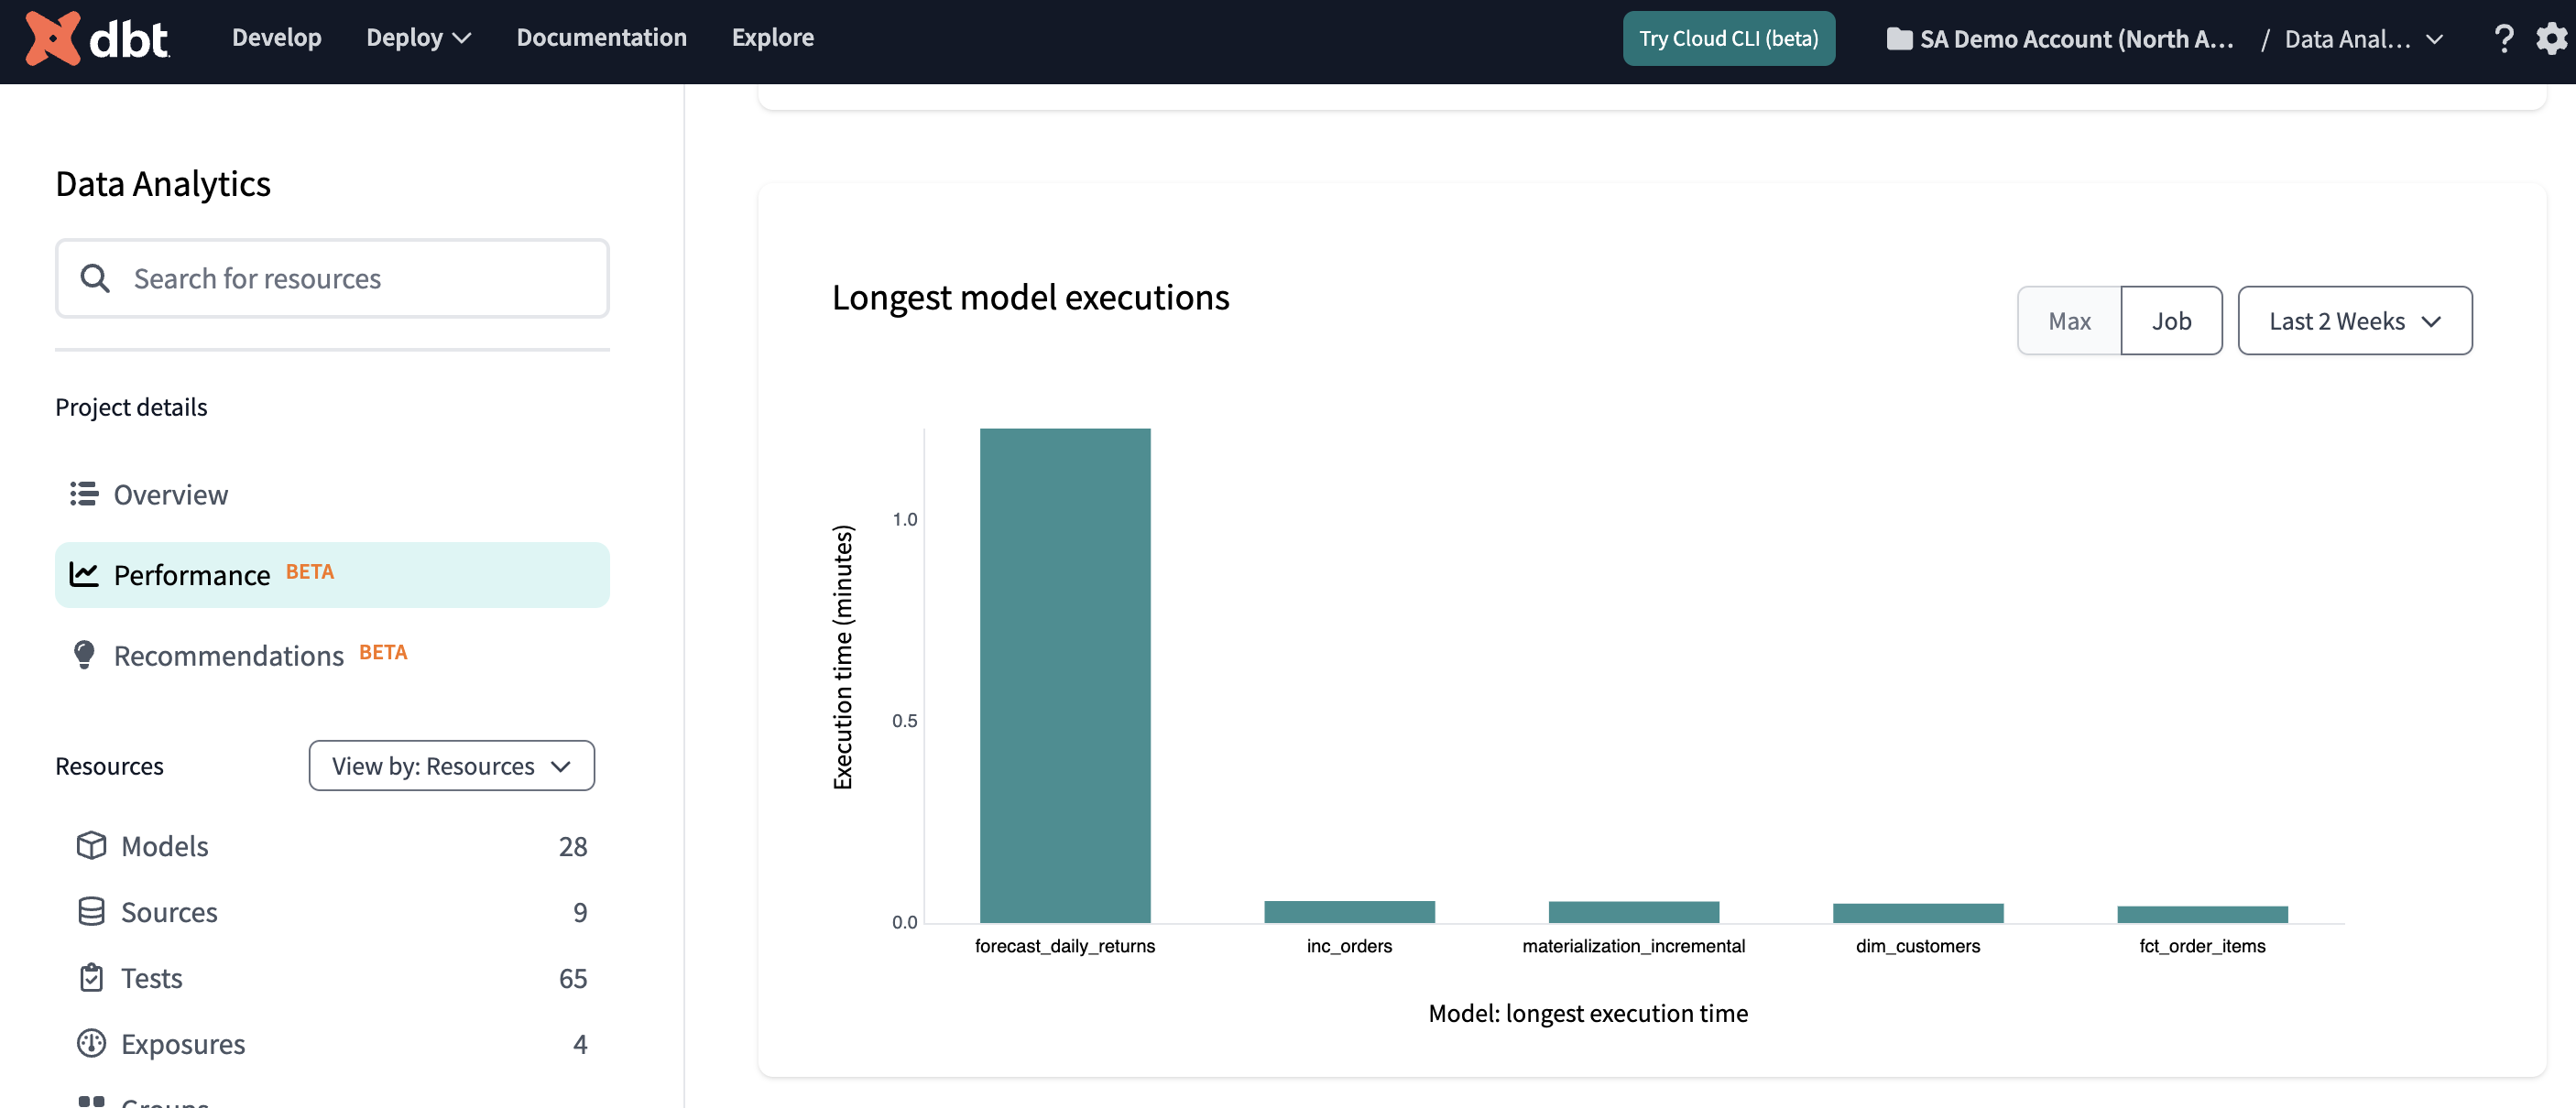 dbt
Develop Deploy Documentation Explore Try Cloud CLI (beta) SA Demo Account (North A... / Data Anal... ?
Data Analytics
Search for resources
Project details
Overview
Performance BETA
Recommendations BETA
Resources View by: Resources
Models 28
Sources 9
Tests 65
Exposures 4
Longest model executions
Max Job Last 2 Weeks
Execution time (minutes)
1.0
0.5
0.0
forecast_daily_returns inc_orders materialization_incremental dim_customers fct_order_items
Model: longest execution time